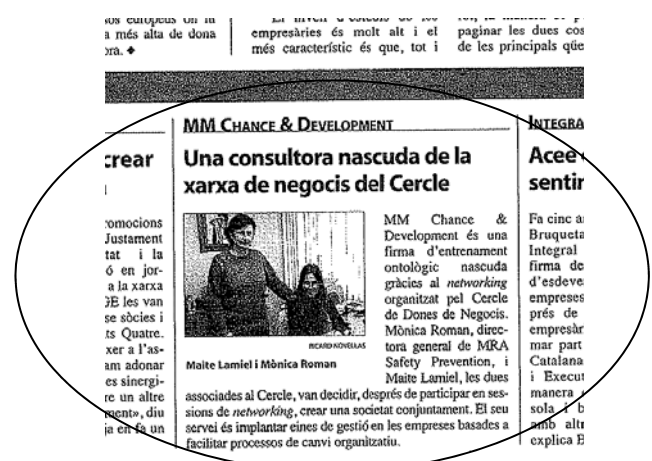 a més alta de dona
ora. ◆
empresàries és molt alt i el
més característic és que, tot i
paginar les dues cos
de les principals qüe
crear
romocions
Justament
tat i la
ó en jor-
a la xarxa
GE les van
se sòcies i
ts Quatre.
xer a l'as-
am adonar
es sinergi-
re un altre
ment», diu
ja en fa un
MM CHANCE & DEVELOPMENT
Una consultora nascuda de la
xarxa de negocis del Cercle
RICARD NOVELLAS
Maite Lamiel i Mònica Roman
MM Chance &
Development és una
firma d'entrenament
ontològic nascuda
gràcies al networking
organitzat pel Cercle
de Dones de Negocis.
Mònica Roman, direc-
tora general de MRA
Safety Prevention, i
Maite Lamiel, les dues
associades al Cercle, van decidir, després de participar en ses-
sions de networking, crear una societat conjuntament. El seu
servei és implantar eines de gestió en les empreses basades a
facilitar processos de canvi organitzatiu.
INTEGRA
Acee
sentir
Fa cinc a
Bruqueta
Integral
firma de
d'esdeve
empreses
prés de
empresàr
mar part
Catalana
i Execut
manera
sola i b
amb altr
explica B